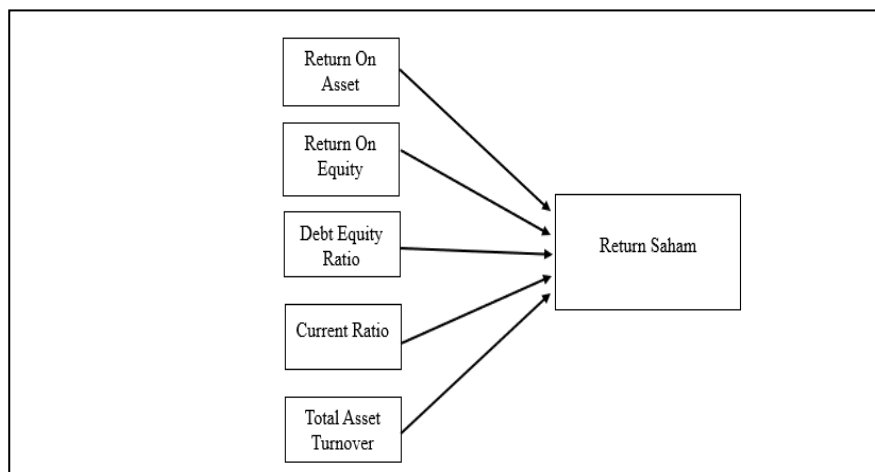 Return On
Asset
Return On
Equity
Debt Equity
Ratio
Return Saham
Current Ratio
Total Asset
Turnover